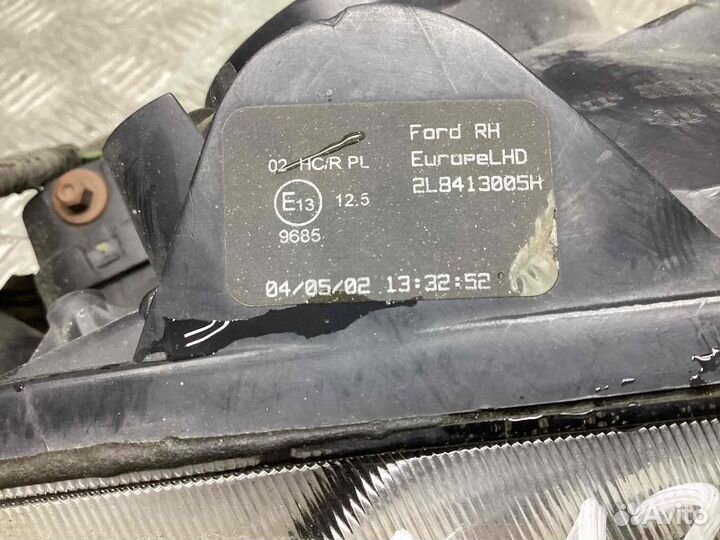 Ford RH
02 HC/R PL
EuropeLHD
E13 12.5
2L8413005H
9685
04/05/02 13:32:52
Avito